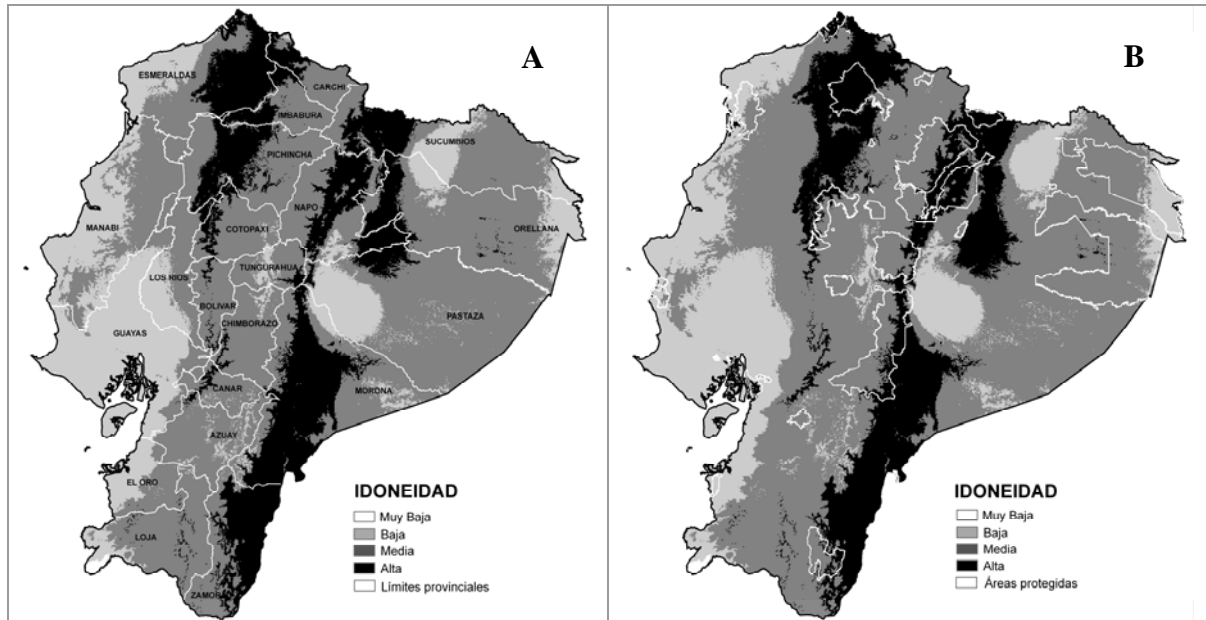 A
ESMERALDAS
CARCHI
IMBABURA
SUCUMBIOS
PICHINCHA
NAPO
MANABI
COTOPAXI
ORELLANA
LOS RIOS
TUNGURAHUA
BOLIVAR
PASTAZA
GUAYAS
CHIMBORAZO
CAÑAR
MORONA
AZUAY
EL ORO
LOJA
ZAMORA
IDONEIDAD
Muy Baja
Baja
Media
Alta
Límites provinciales
B
IDONEIDAD
Muy Baja
Baja
Media
Alta
Áreas protegidas